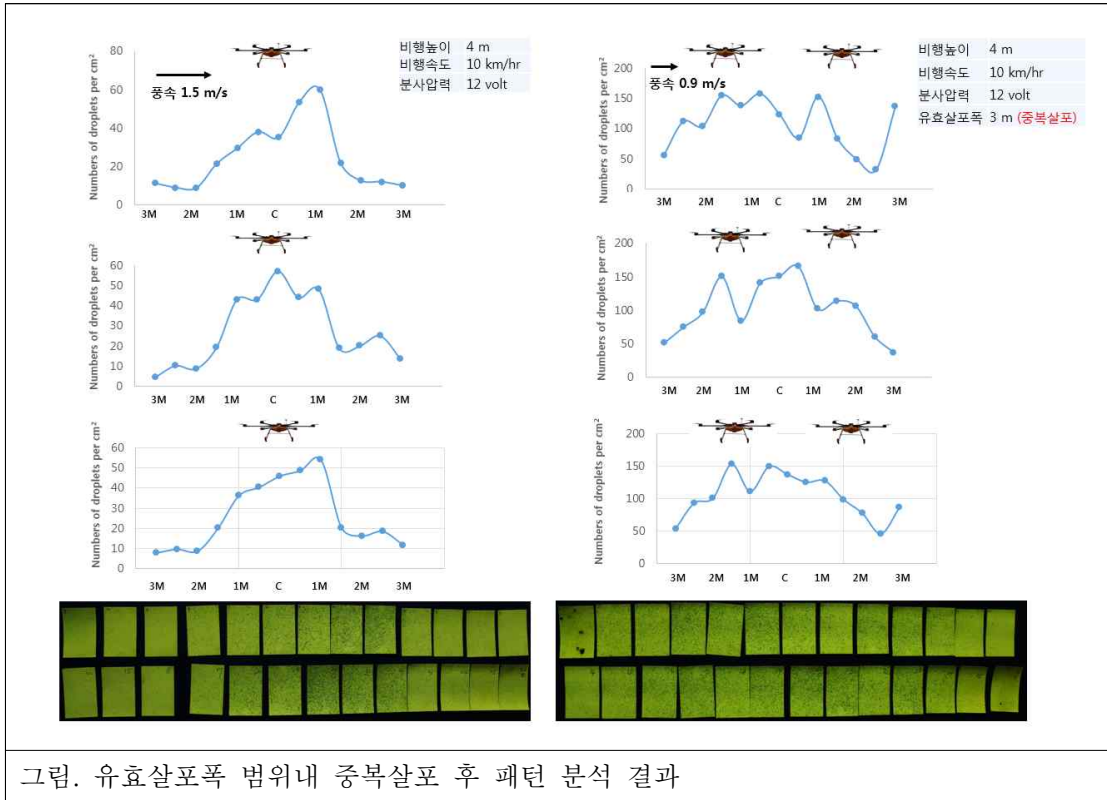 비행높이 4 m
비행속도 10 km/hr
분사압력 12 volt
풍속 1.5 m/s
Numbers of droplets per cm²
80
60
40
20
0
3M 2M 1M C 1M 2M 3M
Numbers of droplets per cm²
60
50
40
30
20
10
0
3M 2M 1M C 1M 2M 3M
Numbers of droplets per cm²
60
50
40
30
20
10
0
3M 2M 1M C 1M 2M 3M
비행높이 4 m
비행속도 10 km/hr
분사압력 12 volt
유효살포폭 3 m (중복살포)
풍속 0.9 m/s
Numbers of droplets per cm²
200
150
100
50
0
3M 2M 1M C 1M 2M 3M
Numbers of droplets per cm²
200
150
100
50
0
3M 2M 1M C 1M 2M 3M
Numbers of droplets per cm²
200
150
100
50
0
3M 2M 1M C 1M 2M 3M
그림. 유효살포폭 범위내 중복살포 후 패턴 분석 결과